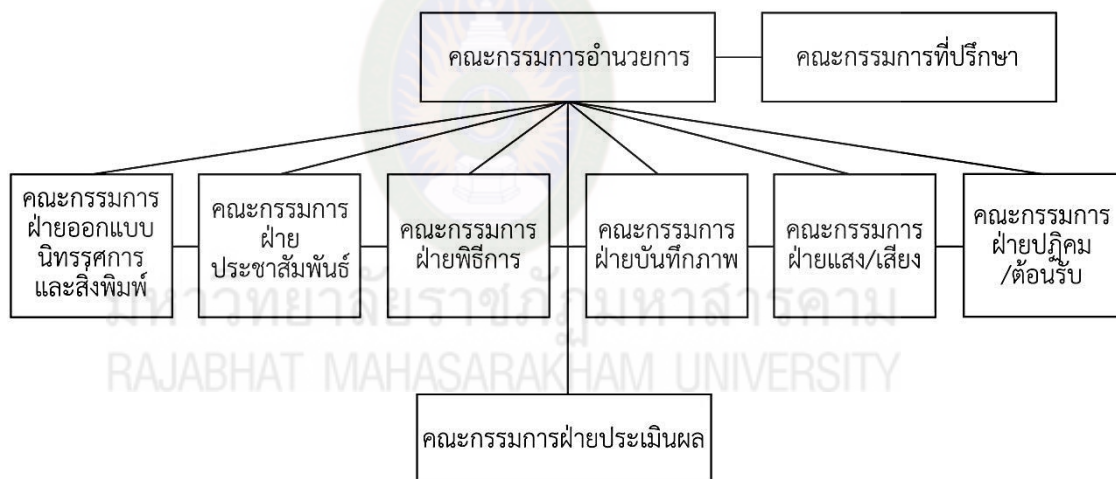 คณะกรรมการอำนวยการ
คณะกรรมการที่ปรึกษา
คณะกรรมการ
ฝ่ายออกแบบ
นิทรรศการ
และสิ่งพิมพ์
คณะกรรมการ
ฝ่าย
ประชาสัมพันธ์
คณะกรรมการ
ฝ่ายพิธีการ
คณะกรรมการ
ฝ่ายบันทึกภาพ
คณะกรรมการ
ฝ่ายแสง/เสียง
คณะกรรมการ
ฝ่ายปฏิคม
/ต้อนรับ
มหาวิทยาลัยราชภัฏมหาสารคาม
RAJABHAT MAHASARAKHAM UNIVERSITY
คณะกรรมการฝ่ายประเมินผล